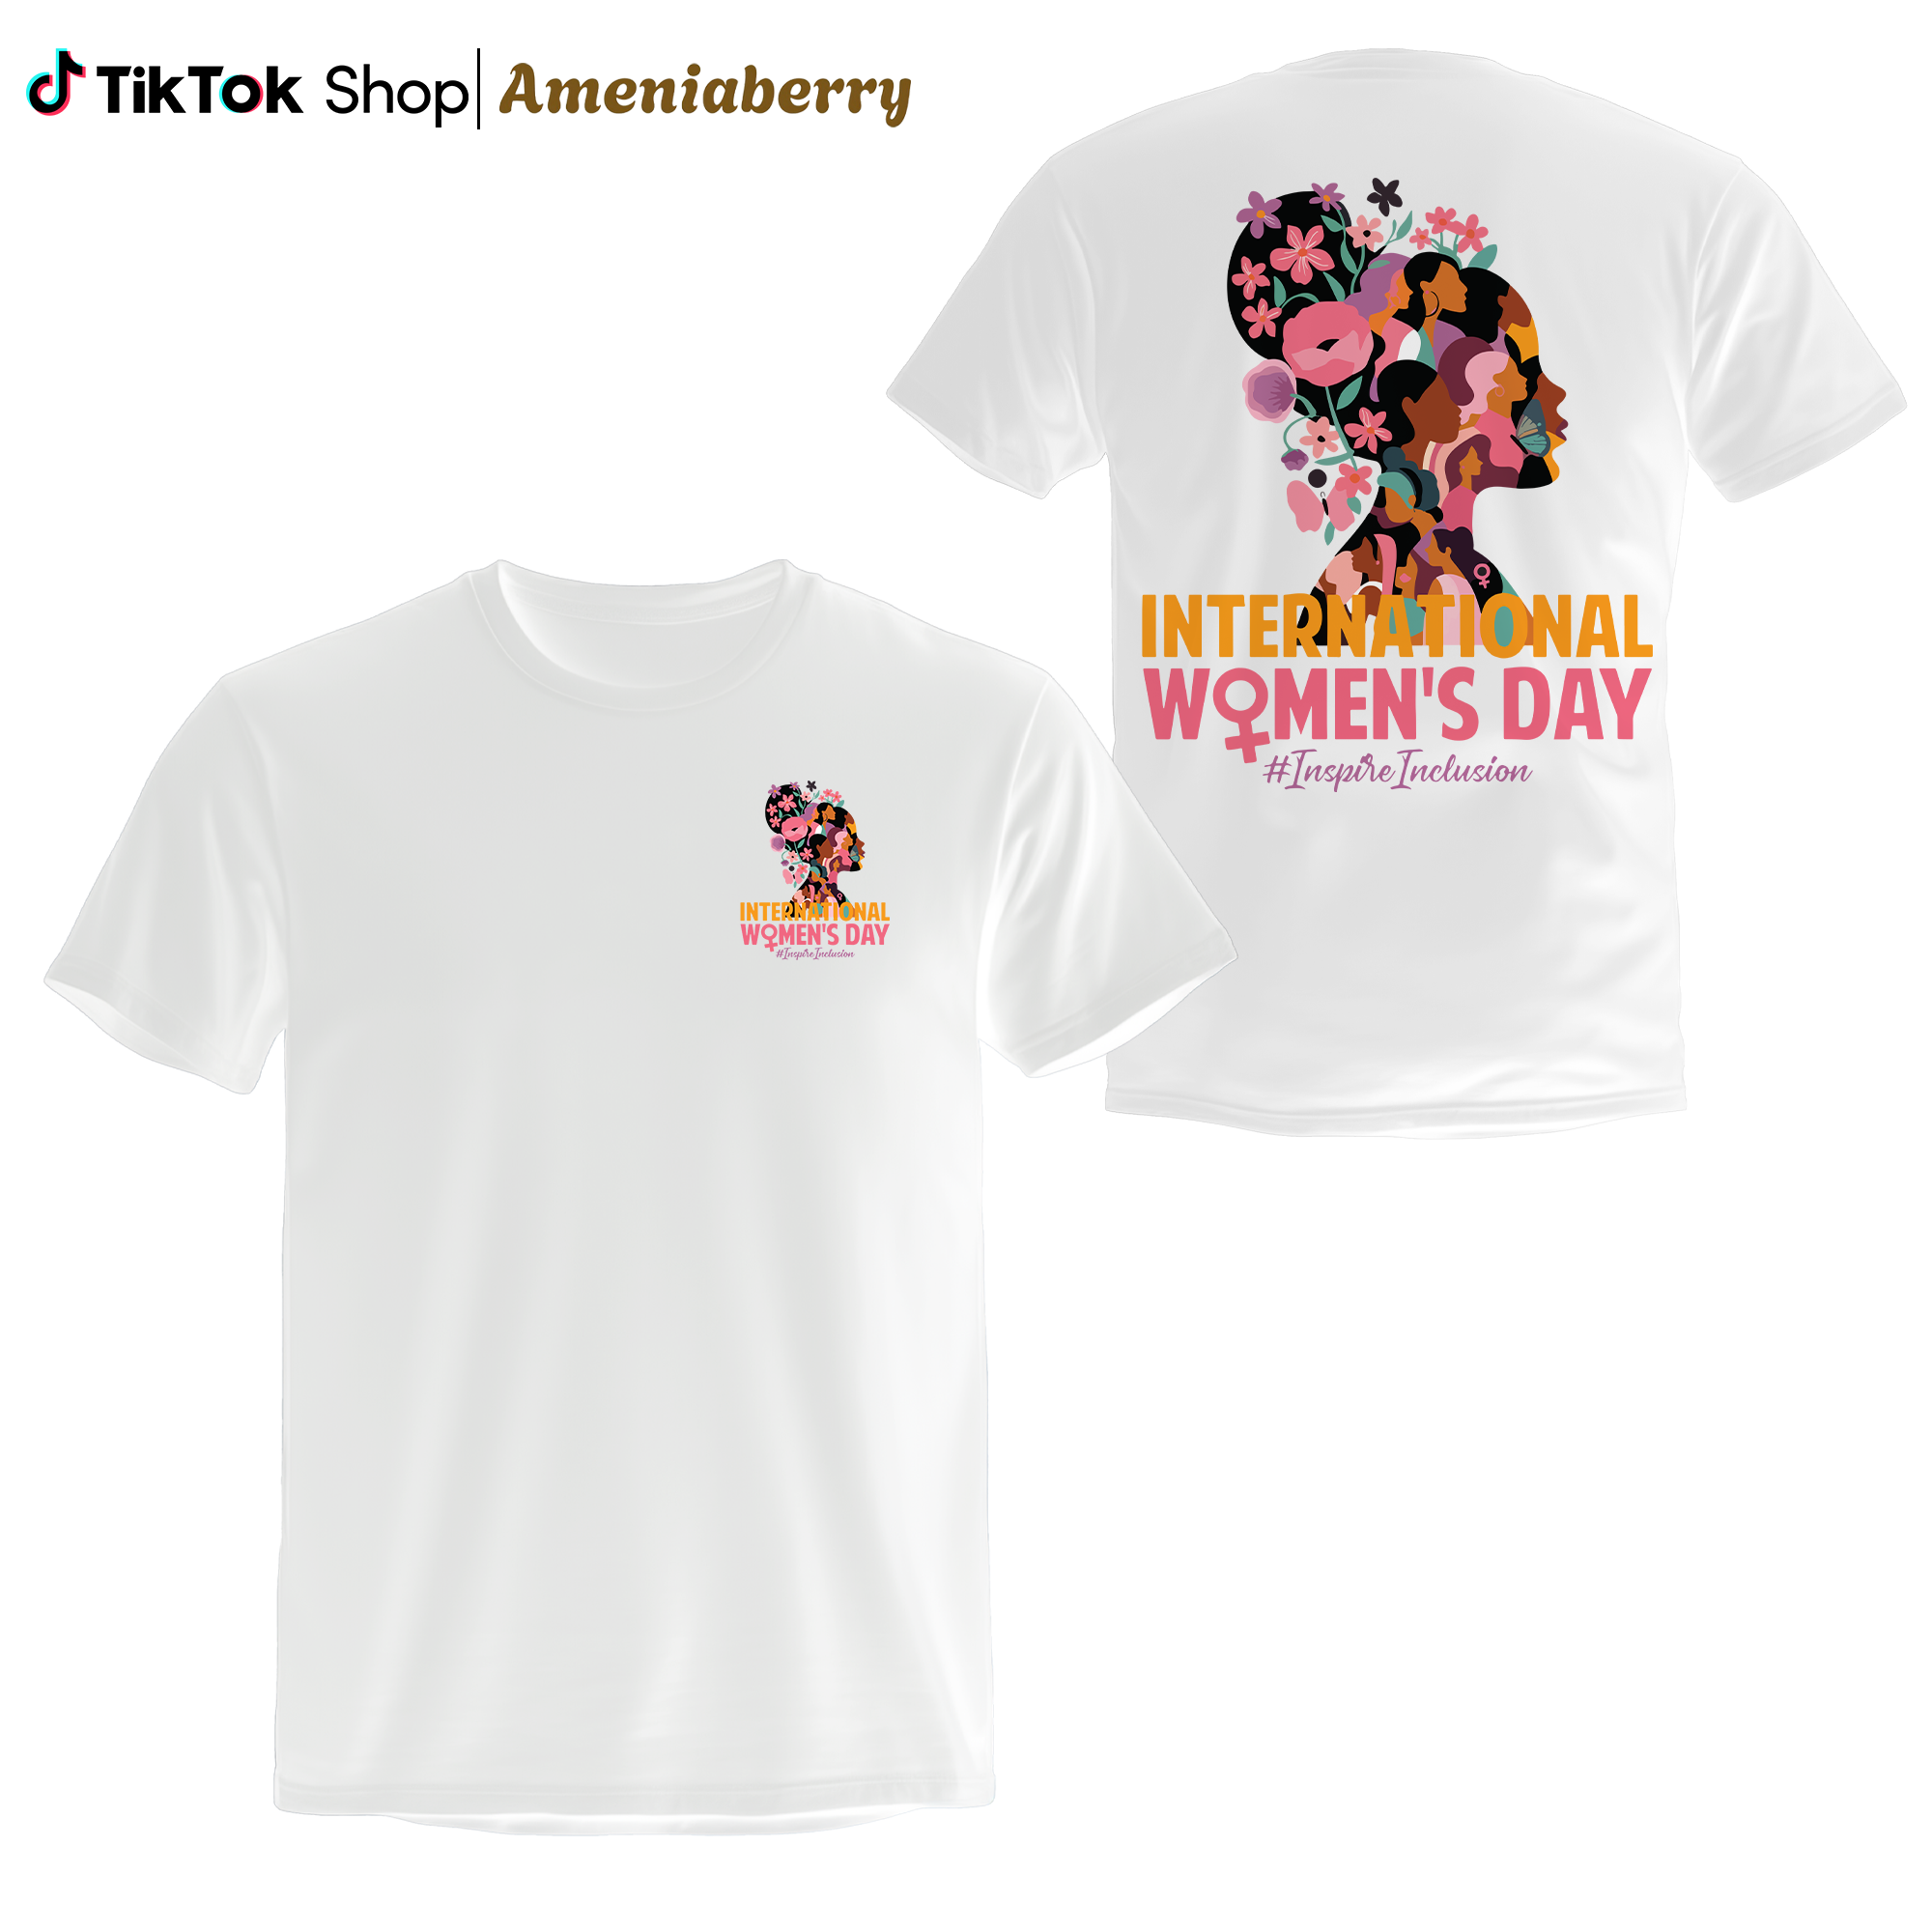 TikTok Shop | Ameniaberry
INTERNATIONAL
WOMEN'S DAY
#InspireInclusion
INTERNATIONAL
WOMEN'S DAY
#InspireInclusion